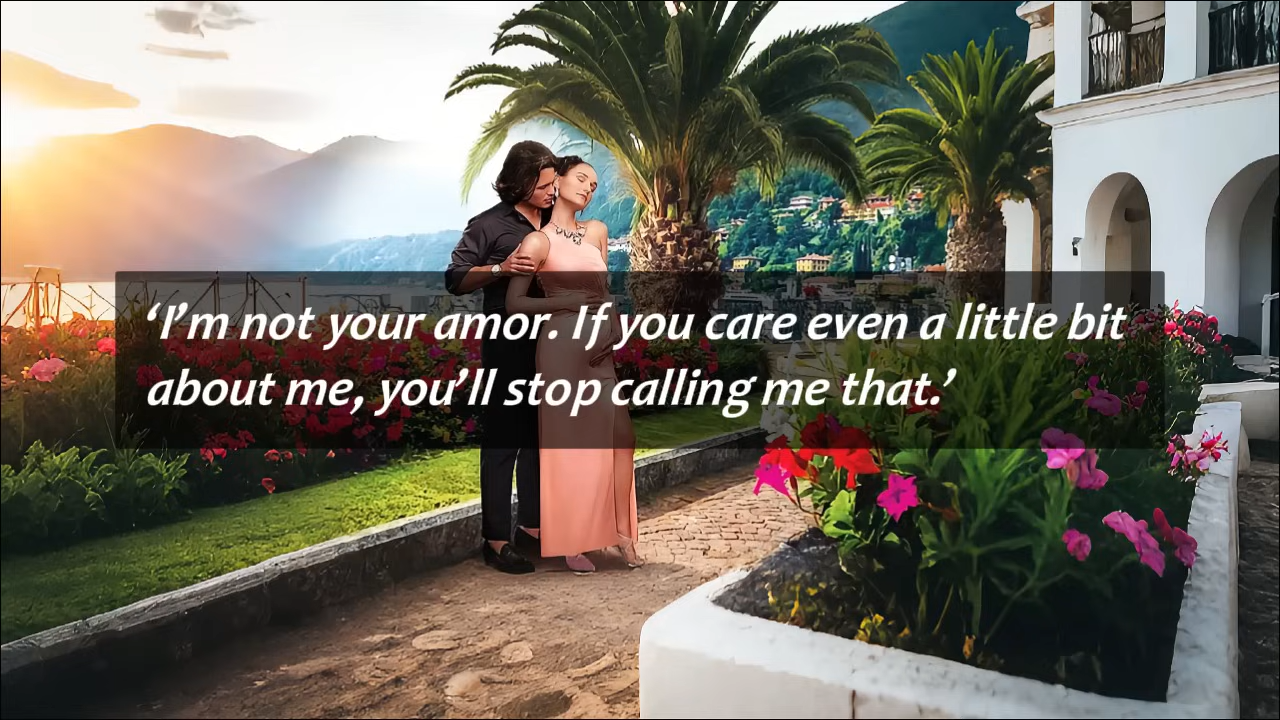 ‘I’m not your amor. If you care even a little bit
about me, you’ll stop calling me that.’